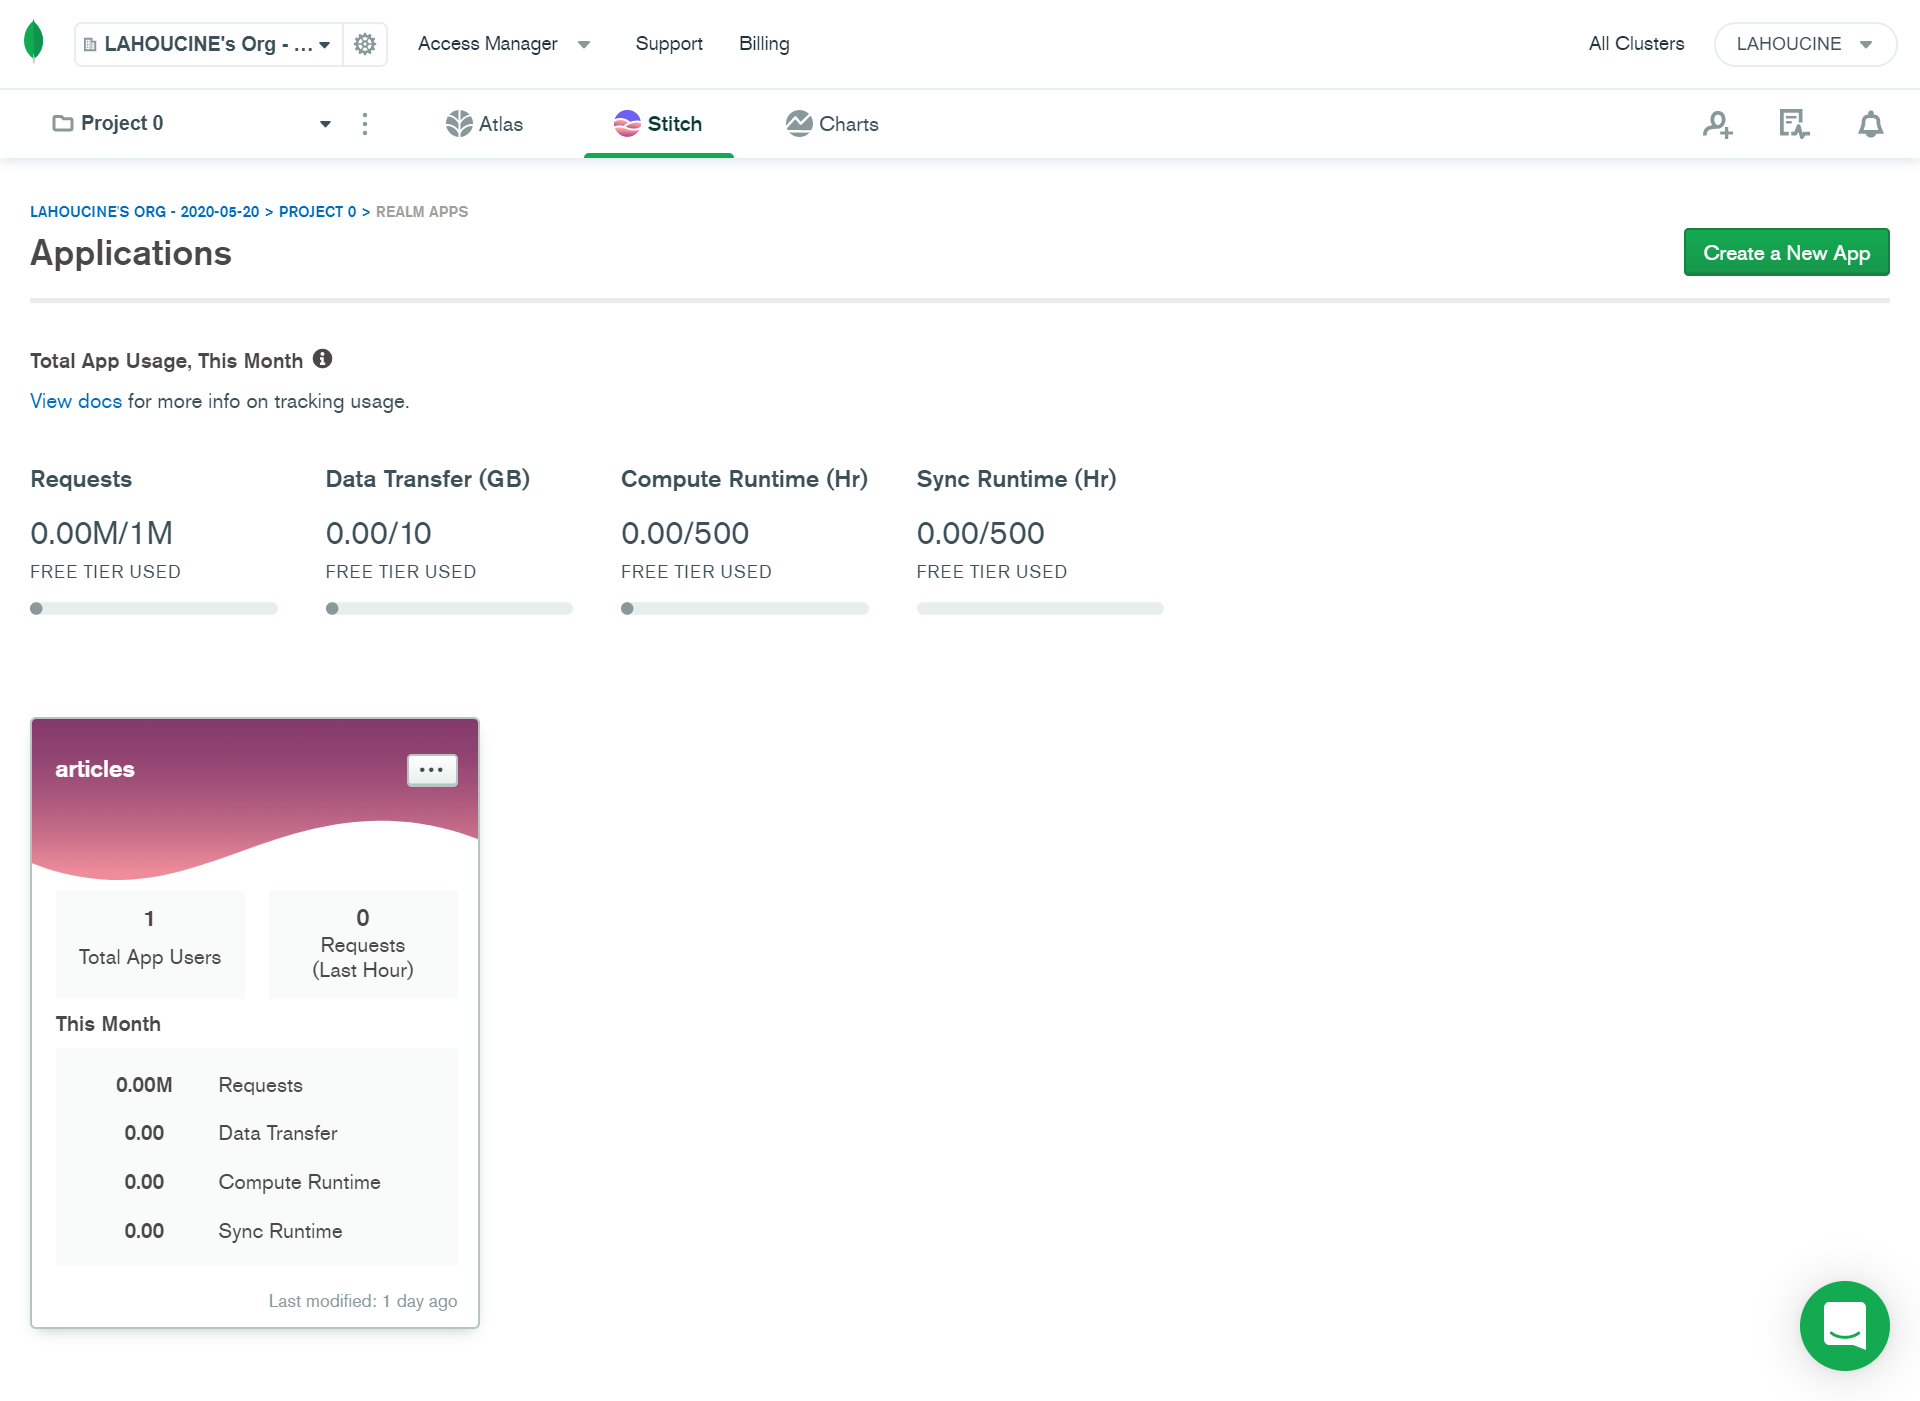 LAHOUCINE's Org - ...
Access Manager
Support
Billing
All Clusters
LAHOUCINE
Project 0
Atlas
Stitch
Charts
LAHOUCINE'S ORG - 2020-05-20 > PROJECT 0 > REALM APPS
Applications
Create a New App
Total App Usage, This Month
View docs for more info on tracking usage.
Requests
0.00M/1M
FREE TIER USED
Data Transfer (GB)
0.00/10
FREE TIER USED
Compute Runtime (Hr)
0.00/500
FREE TIER USED
Sync Runtime (Hr)
0.00/500
FREE TIER USED
articles
1
Total App Users
0
Requests
(Last Hour)
This Month
0.00M Requests
0.00 Data Transfer
0.00 Compute Runtime
0.00 Sync Runtime
Last modified: 1 day ago